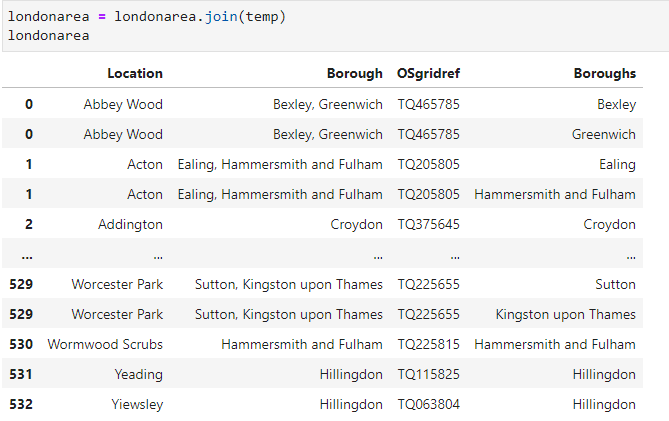 londonarea = londonarea.join(temp)
londonarea
Location Borough OSgridref Boroughs
0 Abbey Wood Bexley, Greenwich TQ465785 Bexley
0 Abbey Wood Bexley, Greenwich TQ465785 Greenwich
1 Acton Ealing, Hammersmith and Fulham TQ205805 Ealing
1 Acton Ealing, Hammersmith and Fulham TQ205805 Hammersmith and Fulham
2 Addington Croydon TQ375645 Croydon
... ... ... ... ...
529 Worcester Park Sutton, Kingston upon Thames TQ225655 Sutton
529 Worcester Park Sutton, Kingston upon Thames TQ225655 Kingston upon Thames
530 Wormwood Scrubs Hammersmith and Fulham TQ225815 Hammersmith and Fulham
531 Yeading Hillingdon TQ115825 Hillingdon
532 Yiewsley Hillingdon TQ063804 Hillingdon